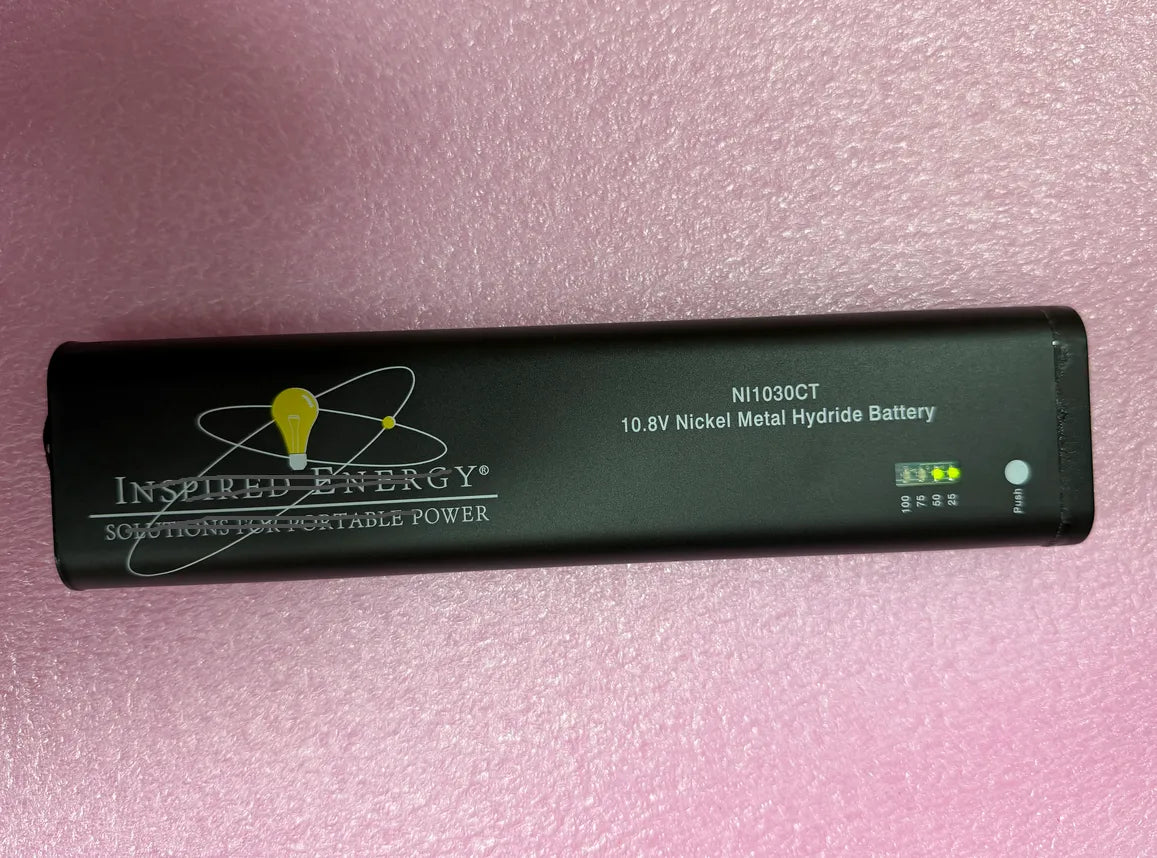 INSPIRED ENERGY®
SOLUTIONS FOR PORTABLE POWER
NI1030CT
10.8V Nickel Metal Hydride Battery
100
75
50
25
Push